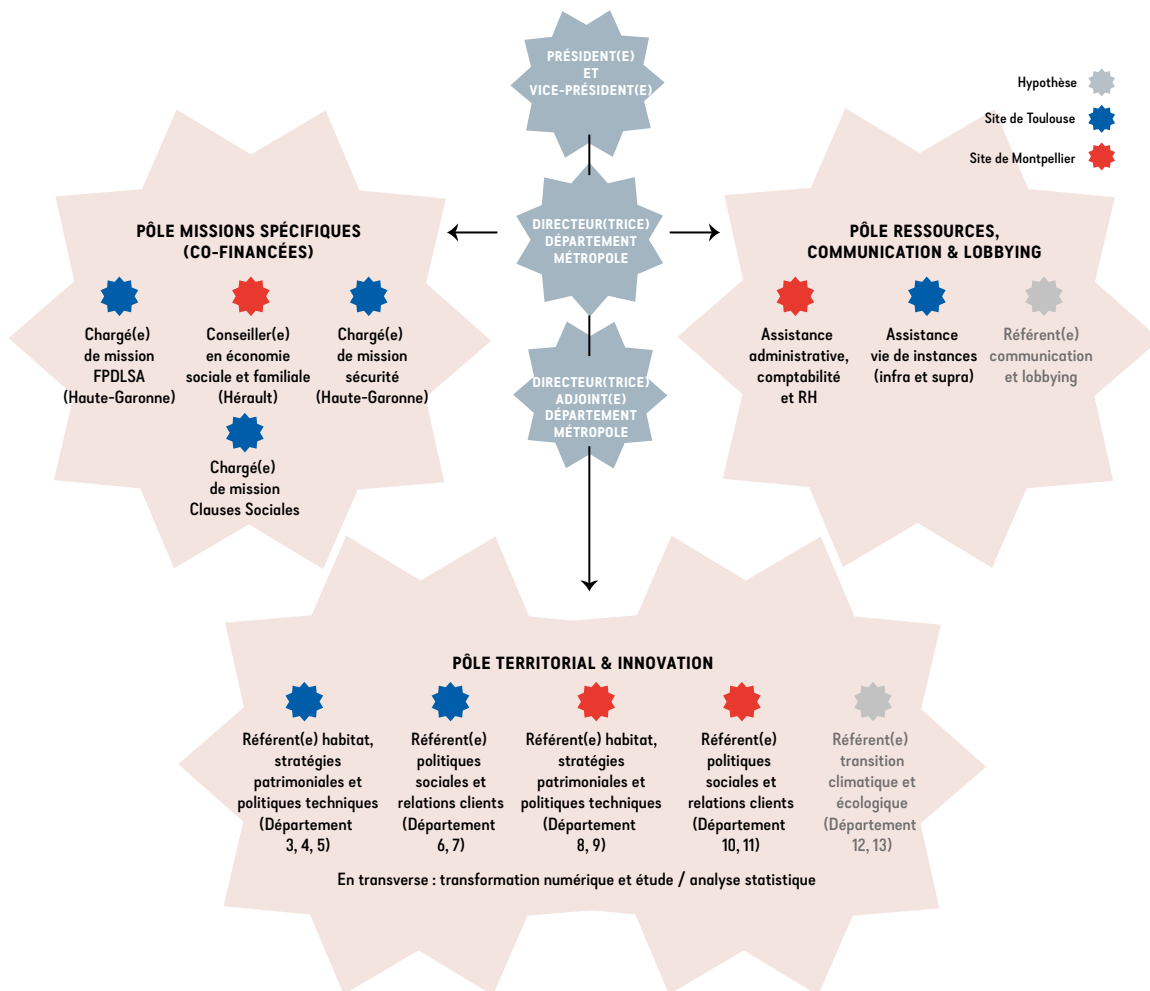 PRÉSIDENT(E)
ET
VICE-PRÉSIDENT(E)
Hypothèse
Site de Toulouse
Site de Montpellier
DIRECTEUR(TRICE)
DÉPARTEMENT
MÉTROPOLE
DIRECTEUR(TRICE)
ADJOINT(E)
DÉPARTEMENT
MÉTROPOLE
PÔLE MISSIONS SPÉCIFIQUES
(CO-FINANCÉES)
Chargé(e)
de mission
FPDLSA
(Haute-Garonne)
Conseiller(e)
en économie
sociale et familiale
(Hérault)
Chargé(e)
de mission
sécurité
(Haute-Garonne)
Chargé(e)
de mission
Clauses Sociales
PÔLE RESSOURCES,
COMMUNICATION & LOBBYING
Assistance
administrative,
comptabilité
et RH
Assistance
vie de instances
(infra et supra)
Référent(e)
communication
et lobbying
PÔLE TERRITORIAL & INNOVATION
Référent(e) habitat,
stratégies
patrimoniales et
politiques techniques
(Département
3, 4, 5)
Référent(e)
politiques
sociales et
relations clients
(Département
6, 7)
Référent(e) habitat,
stratégies
patrimoniales et
politiques techniques
(Département
8, 9)
Référent(e)
politiques
sociales et
relations clients
(Département
10, 11)
Référent(e)
transition
climatique et
écologique
(Département
12, 13)
En transverse : transformation numérique et étude / analyse statistique